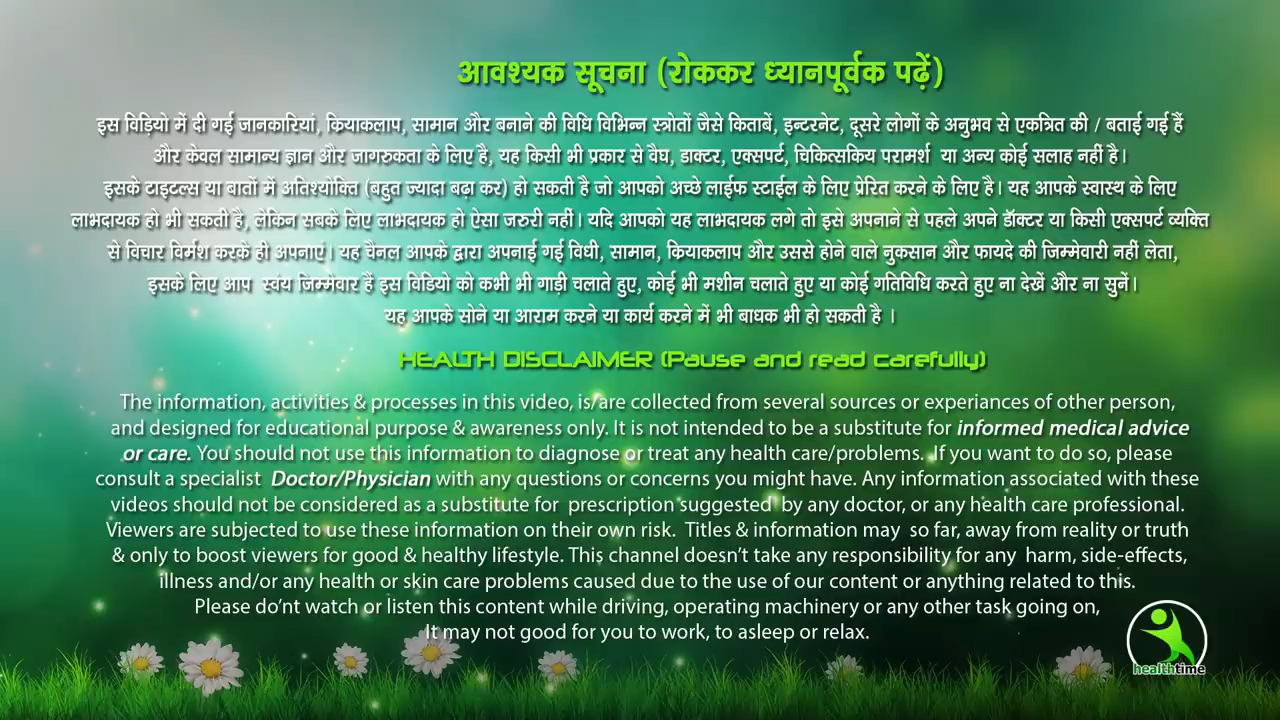 आवश्यक सूचना (रोककर ध्यानपूर्वक पढ़ें)
इस विड़ियो में दी गई जानकारियां, कियाकलाप, सामान और बनाने की विधि विभिन्न स्त्रोतों जैसे किताबें, इन्टरनेट, दूसरे लोगों के अनुभव से एकत्रित की / बताई गई हैं
और केवल सामान्य ज्ञान और जागरुकता के लिए है, यह किसी भी प्रकार से वैघ, डाक्टर, एक्सपर्ट, चिकित्सकिय परामर्श या अन्य कोई सलाह नहीं है।
इसके टाइटल्स या बातों में अतिश्योक्ति (बहुत ज्यादा बढ़ा कर) हो सकती है जो आपको अच्छे लाईफ स्टाईल के लिए प्रेरित करने के लिए है। यह आपके स्वास्थ के लिए
लाभदायक हो भी सकती है, लेकिन सबके लिए लाभदायक हो ऐसा जरुरी नहीं। यदि आपको यह लाभदायक लगे तो इसे अपनाने से पहले अपने डॉक्टर या किसी एक्सपर्ट व्यक्ति
से विचार विर्मश करके ही अपनाएं। यह चैनल आपके द्वारा अपनाई गई विधी, सामान, कियाकलाप और उससे होने वाले नुकसान और फायदे की जिम्मेवारी नहीं लेता,
इसके लिए आप स्वंय जिम्मेवार हैं इस विडियो को कभी भी गाड़ी चलाते हुए, कोई भी मशीन चलाते हुए या कोई गतिविधि करते हुए ना देखें और ना सुनें।
यह आपके सोने या आराम करने या कार्य करने में भी बाधक भी हो सकती है ।
HEALTH DISCLAIMER (Pause and read carefully)
The information, activities & processes in this video, is/are collected from several sources or experiances of other person,
and designed for educational purpose & awareness only. It is not intended to be a substitute for informed medical advice
or care. You should not use this information to diagnose or treat any health care/problems. If you want to do so, please
consult a specialist Doctor/Physician with any questions or concerns you might have. Any information associated with these
videos should not be considered as a substitute for prescription suggested by any doctor, or any health care professional.
Viewers are subjected to use these information on their own risk. Titles & information may so far, away from reality or truth
& only to boost viewers for good & healthy lifestyle. This channel doesn't take any responsibility for any harm, side-effects,
illness and/or any health or skin care problems caused due to the use of our content or anything related to this.
Please do'nt watch or listen this content while driving, operating machinery or any other task going on,
It may not good for you to work, to asleep or relax.
healthtime